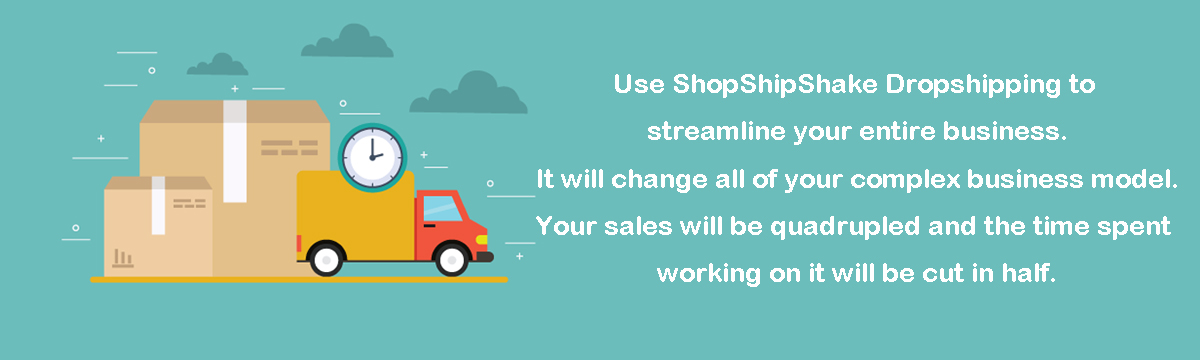 Use ShopShipShake Dropshipping to
streamline your entire business.
It will change all of your complex business model.
Your sales will be quadrupled and the time spent
working on it will be cut in half.